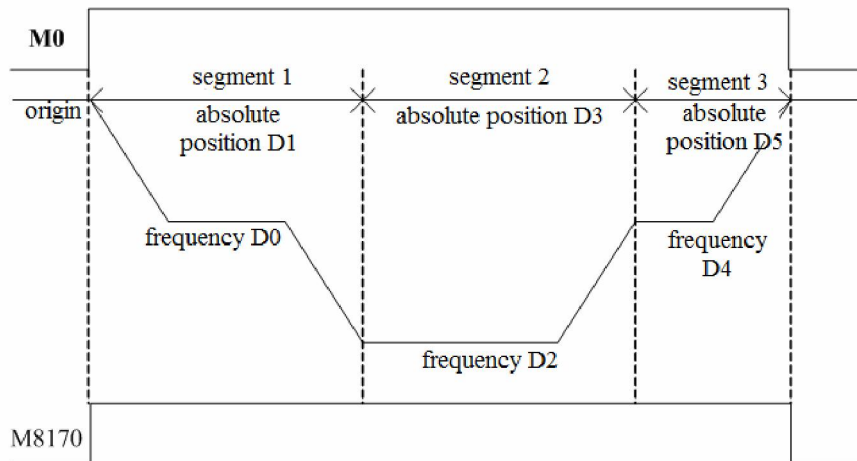 M0
segment 1
segment 2
segment 3
origin
absolute
position D1
absolute position D3
absolute
position D5
frequency D0
frequency
D4
frequency D2
M8170